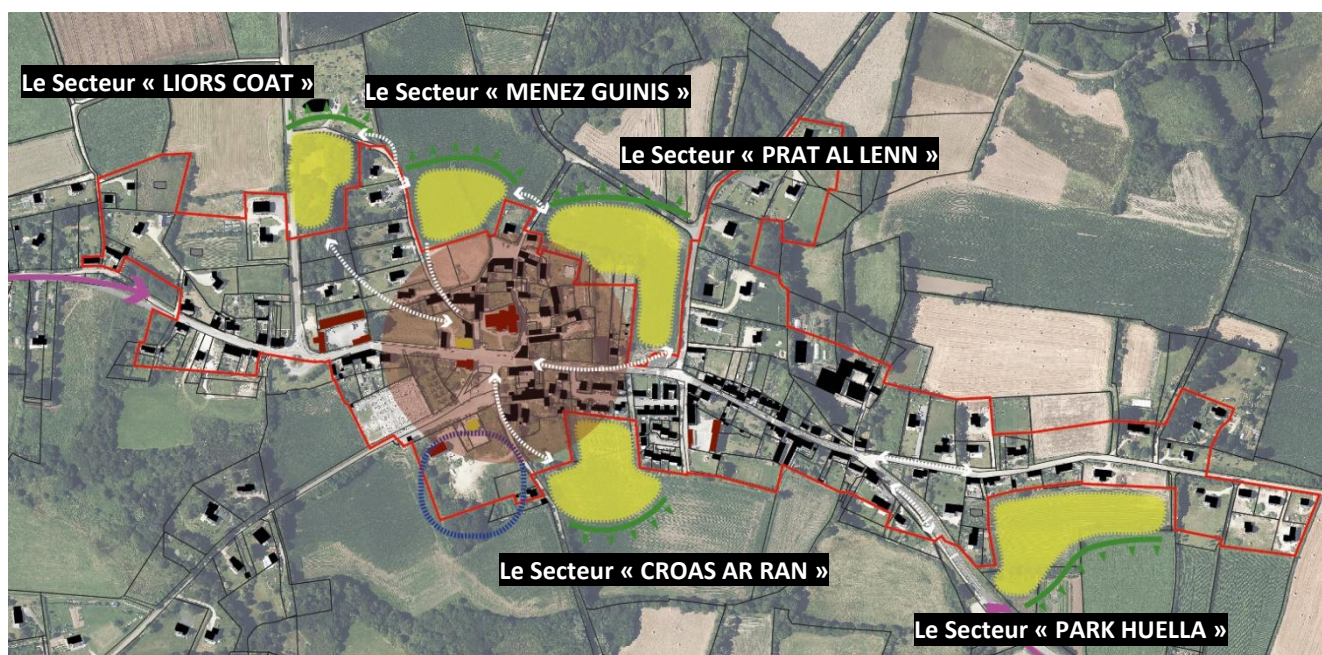 Le Secteur « LIORS COAT »
Le Secteur « MENEZ GUINIS »
Le Secteur « PRAT AL LENN »
Le Secteur « CROAS AR RAN »
Le Secteur « PARK HUELLA »